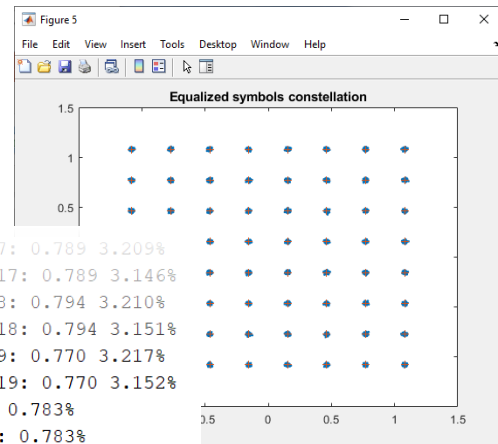 Figure 5
File Edit View Insert Tools Desktop Window Help
Equalized symbols constellation
1.5
1
0.5
7: 0.789 3.209%
17: 0.789 3.146%
8: 0.794 3.210%
18: 0.794 3.151%
9: 0.770 3.217%
19: 0.770 3.152%
0.783%
: 0.783%
0.5 0 0.5 1 1.5